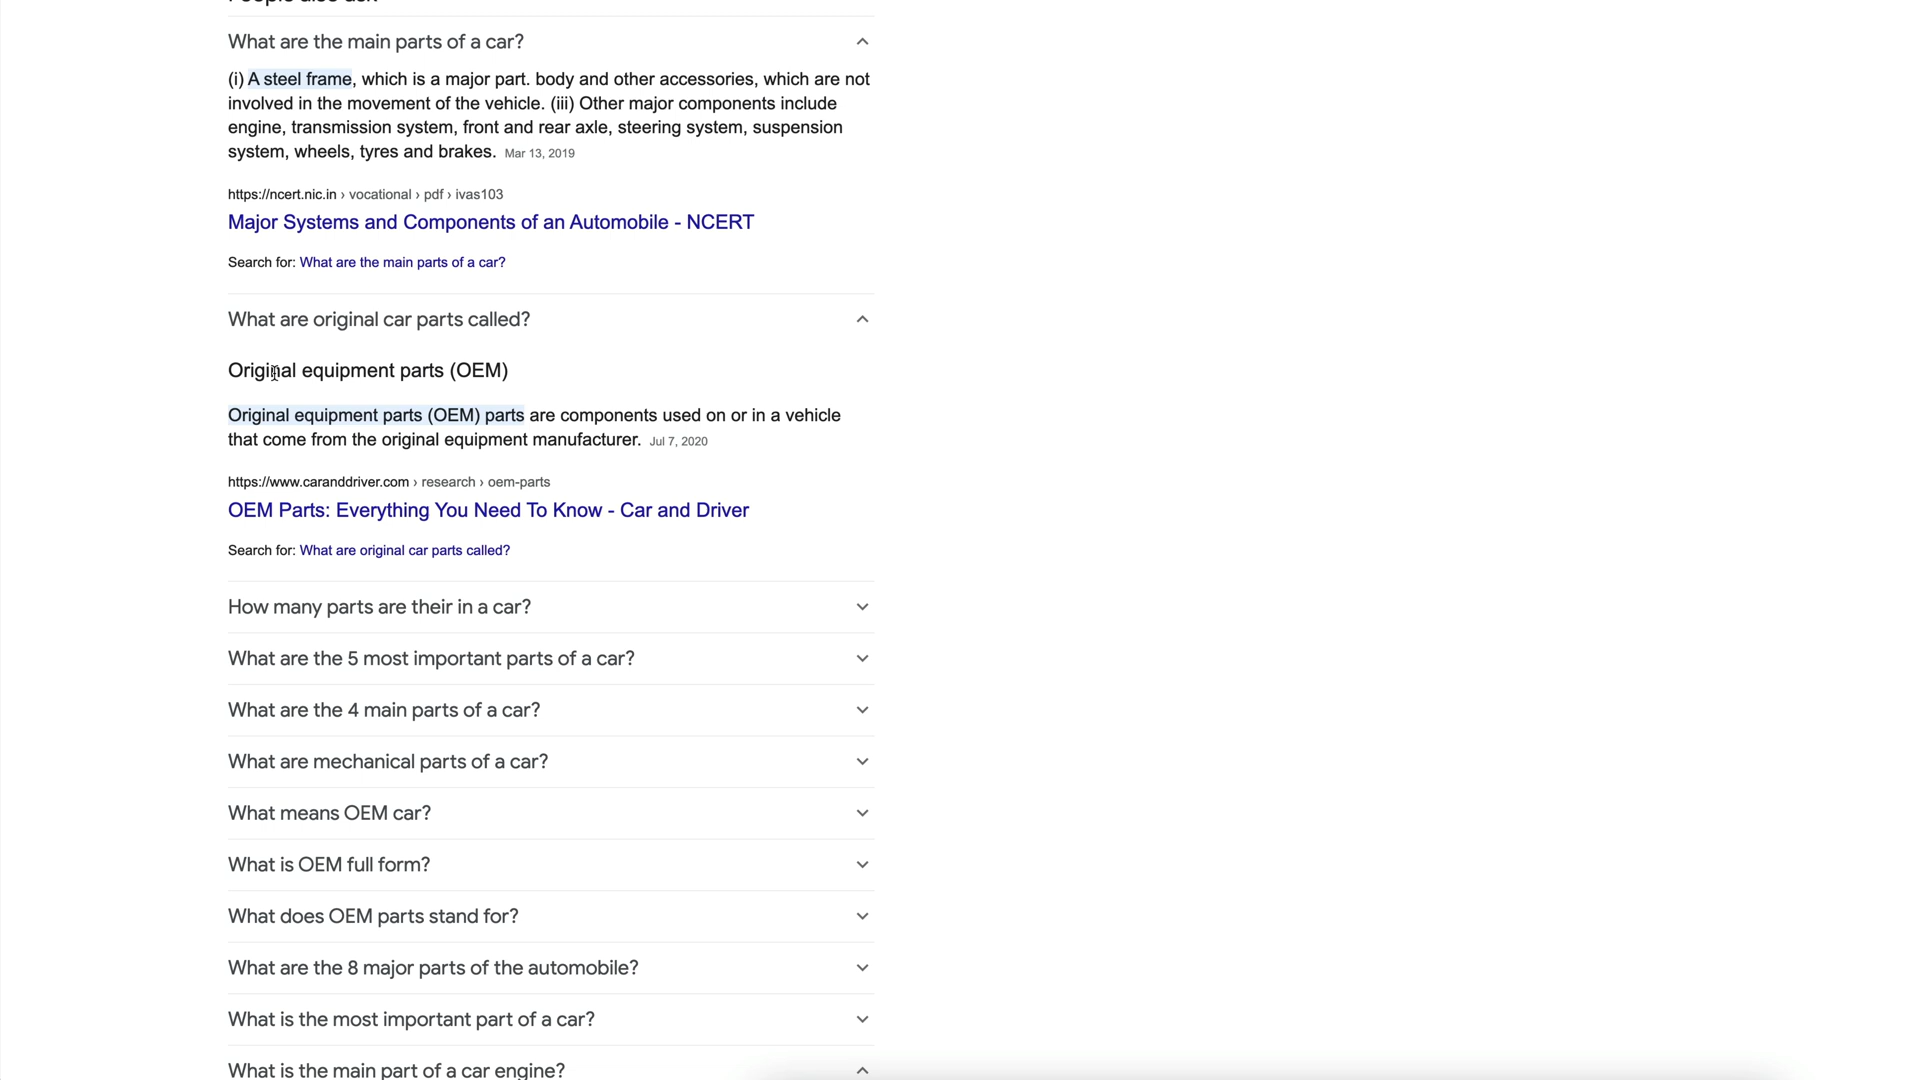 People also ask
What are the main parts of a car?
(i) A steel frame, which is a major part. body and other accessories, which are not
involved in the movement of the vehicle. (iii) Other major components include
engine, transmission system, front and rear axle, steering system, suspension
system, wheels, tyres and brakes. Mar 13, 2019
https://ncert.nic.in › vocational › pdf › ivas103
Major Systems and Components of an Automobile - NCERT
Search for: What are the main parts of a car?
What are original car parts called?
Original equipment parts (OEM)
Original equipment parts (OEM) parts are components used on or in a vehicle
that come from the original equipment manufacturer. Jul 7, 2020
https://www.caranddriver.com › research › oem-parts
OEM Parts: Everything You Need To Know - Car and Driver
Search for: What are original car parts called?
How many parts are their in a car?
What are the 5 most important parts of a car?
What are the 4 main parts of a car?
What are mechanical parts of a car?
What means OEM car?
What is OEM full form?
What does OEM parts stand for?
What are the 8 major parts of the automobile?
What is the most important part of a car?
What is the main part of a car engine?